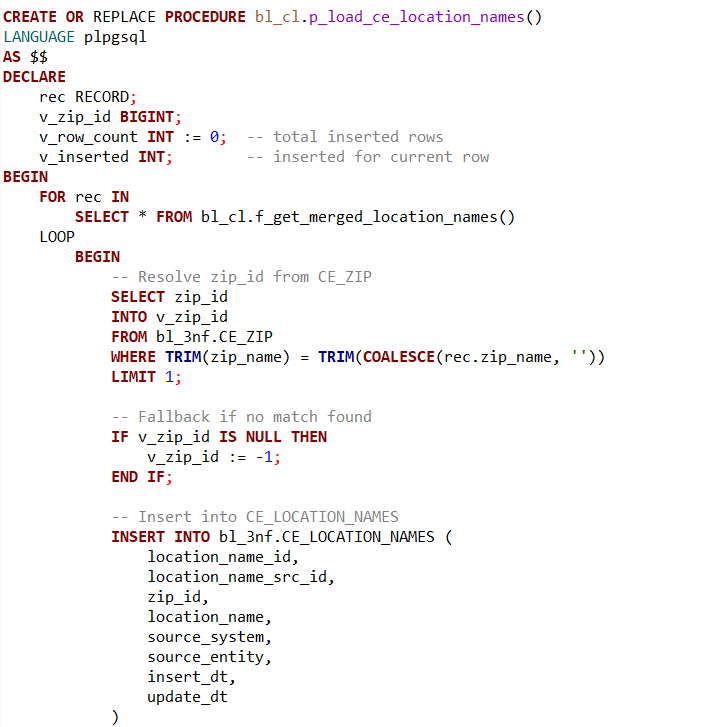 CREATE OR REPLACE PROCEDURE bl_cl.p_load_ce_location_names()
LANGUAGE plpgsql
AS $$
DECLARE
    rec RECORD;
    v_zip_id BIGINT;
    v_row_count INT := 0;  -- total inserted rows
    v_inserted INT;        -- inserted for current row
BEGIN
    FOR rec IN
        SELECT * FROM bl_cl.f_get_merged_location_names()
    LOOP
        BEGIN
            -- Resolve zip_id from CE_ZIP
            SELECT zip_id
            INTO v_zip_id
            FROM bl_3nf.CE_ZIP
            WHERE TRIM(zip_name) = TRIM(COALESCE(rec.zip_name, ''))
            LIMIT 1;

            -- Fallback if no match found
            IF v_zip_id IS NULL THEN
                v_zip_id := -1;
            END IF;

            -- Insert into CE_LOCATION_NAMES
            INSERT INTO bl_3nf.CE_LOCATION_NAMES (
                location_name_id,
                location_name_src_id,
                zip_id,
                location_name,
                source_system,
                source_entity,
                insert_dt,
                update_dt
            )